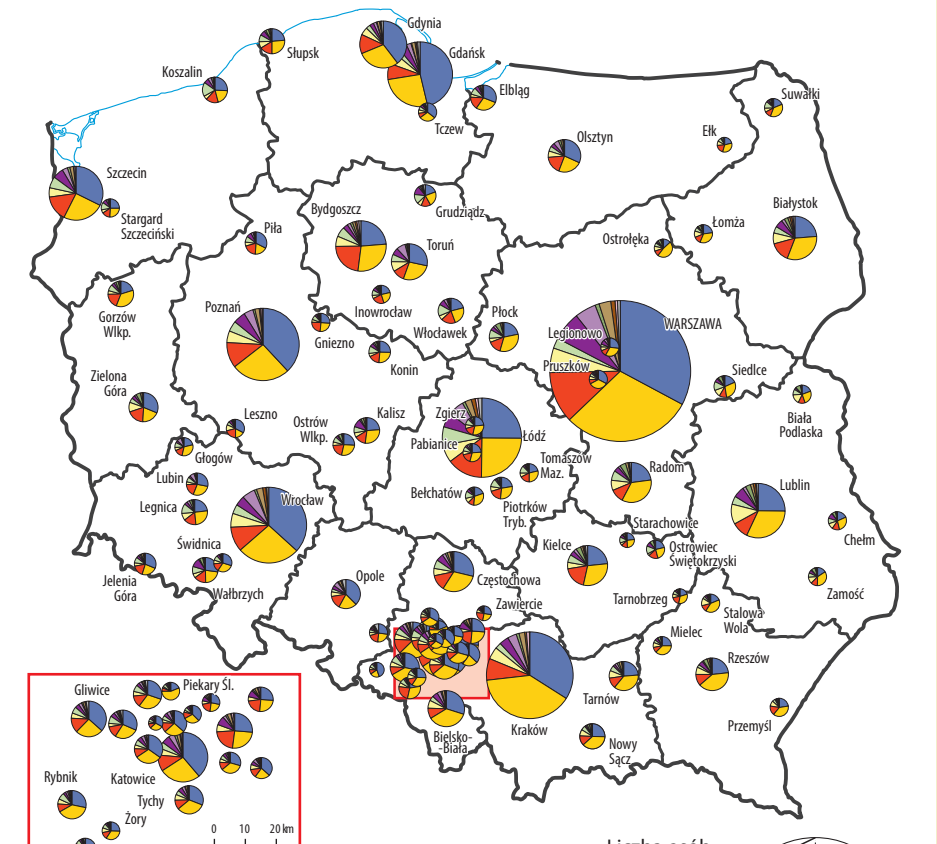 Gdynia
Słupsk
Gdańsk
Koszalin
Elbląg
Suwałki
Tczew
Ełk
Olsztyn
Szczecin
Stargard
Szczeciński
Bydgoszcz
Grudziądz
Białystok
Łomża
Piła
Ostrołęka
Toruń
Inowrocław
Gorzów
Wlkp.
Poznań
Włocławek
Płock
Gniezno
Legionowo
WARSZAWA
Konin
Pruszków
Siedlce
Zielona
Góra
Leszno
Ostrów
Wlkp.
Kalisz
Zgierz
Łódź
Biała
Podlaska
Pabianice
Głogów
Tomaszów
Maz.
Radom
Lubin
Bełchatów
Lublin
Legnica
Wrocław
Piotrków
Tryb.
Starachowice
Chełm
Świdnica
Kielce
Ostrowiec
Świętokrzyski
Jelenia
Góra
Wałbrzych
Opole
Częstochowa
Zamość
Zawiercie
Tarnobrzeg
Stalowa
Wola
Mielec
Rzeszów
Gliwice
Piekary Śl.
Tarnów
Przemyśl
Kraków
Bielsko-
-Biała
Nowy
Sącz
Rybnik
Katowice
Tychy
Żory
0 10 20 km
Liczba osób